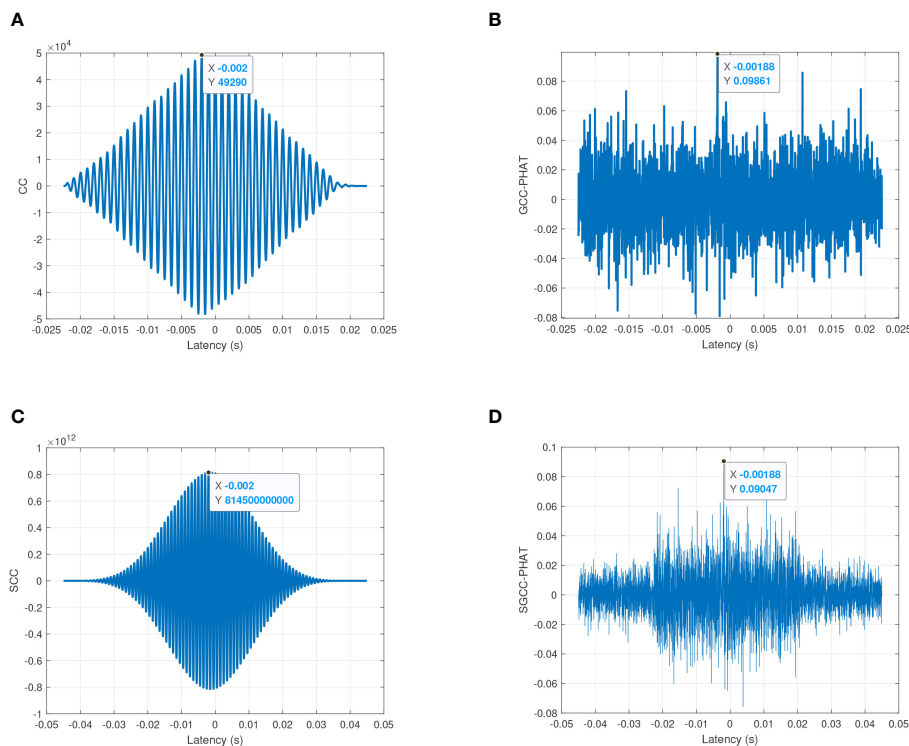 A
×10⁴
5
4
3
2
1
0
-1
-2
-3
-4
-5
CC
X -0.002
Y 49290
-0.025 -0.02 -0.015 -0.01 -0.005 0 0.005 0.01 0.015 0.02 0.025
Latency (s)
B
0.08
0.06
0.04
0.02
0
-0.02
-0.04
-0.06
-0.08
GCC-PHAT
X -0.00188
Y 0.09861
-0.025 -0.02 -0.015 -0.01 -0.005 0 0.005 0.01 0.015 0.02 0.025
Latency (s)
C
×10¹²
1
0.8
0.6
0.4
0.2
0
-0.2
-0.4
-0.6
-0.8
-1
SCC
X -0.002
Y 814500000000
-0.05 -0.04 -0.03 -0.02 -0.01 0 0.01 0.02 0.03 0.04 0.05
Latency (s)
D
0.1
0.08
0.06
0.04
0.02
0
-0.02
-0.04
-0.06
-0.08
SGCC-PHAT
X -0.00188
Y 0.09047
-0.05 -0.04 -0.03 -0.02 -0.01 0 0.01 0.02 0.03 0.04 0.05
Latency (s)